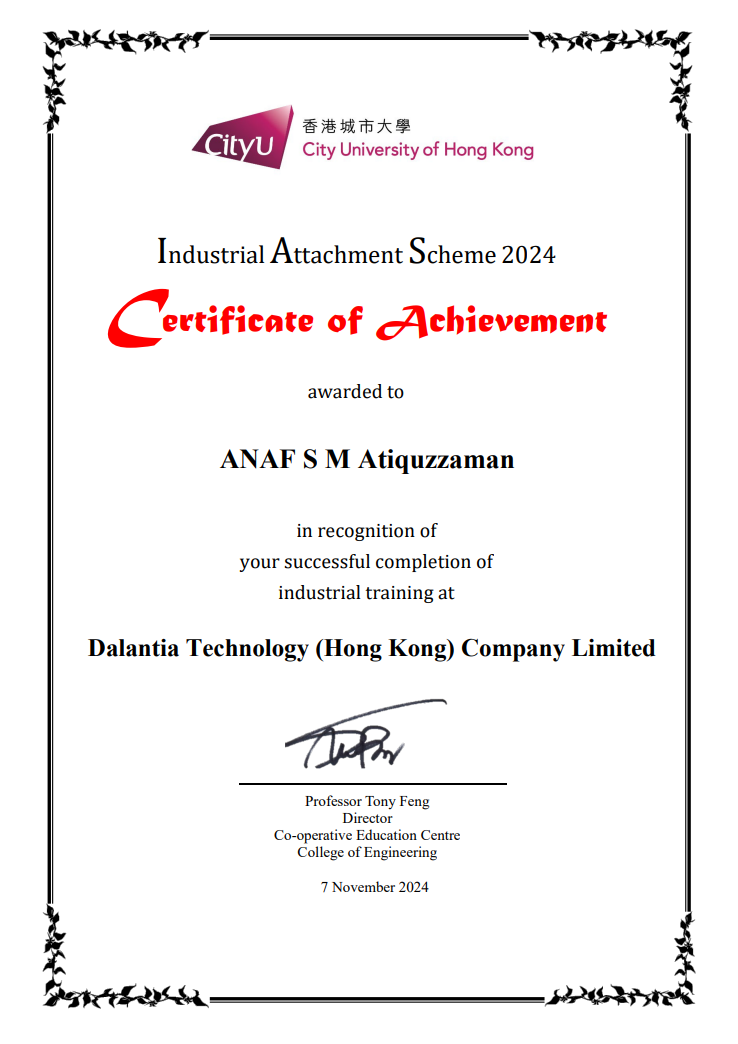 CityU
香港城市大學
City University of Hong Kong
Industrial Attachment Scheme 2024
Certificate of Achievement
awarded to
ANAF S M Atiquzzaman
in recognition of
your successful completion of
industrial training at
Dalantia Technology (Hong Kong) Company Limited
Professor Tony Feng
Director
Co-operative Education Centre
College of Engineering
7 November 2024